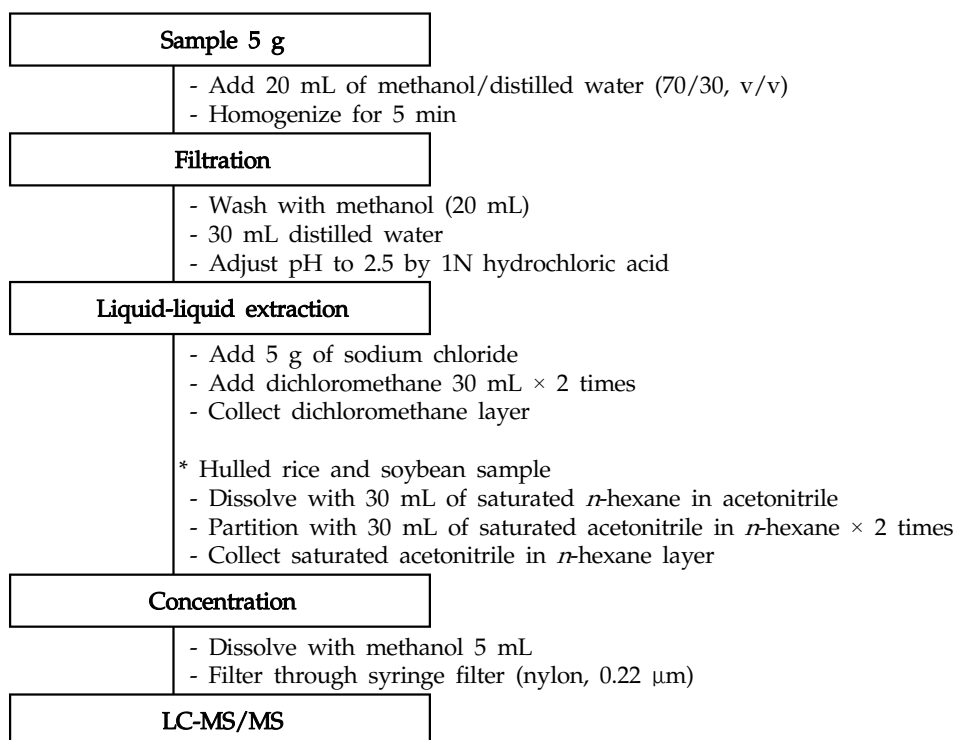 Sample 5 g
- Add 20 mL of methanol/distilled water (70/30, v/v)
- Homogenize for 5 min
Filtration
- Wash with methanol (20 mL)
- 30 mL distilled water
- Adjust pH to 2.5 by 1N hydrochloric acid
Liquid-liquid extraction
- Add 5 g of sodium chloride
- Add dichloromethane 30 mL × 2 times
- Collect dichloromethane layer
* Hulled rice and soybean sample
- Dissolve with 30 mL of saturated n-hexane in acetonitrile
- Partition with 30 mL of saturated acetonitrile in n-hexane × 2 times
- Collect saturated acetonitrile in n-hexane layer
Concentration
- Dissolve with methanol 5 mL
- Filter through syringe filter (nylon, 0.22 μm)
LC-MS/MS